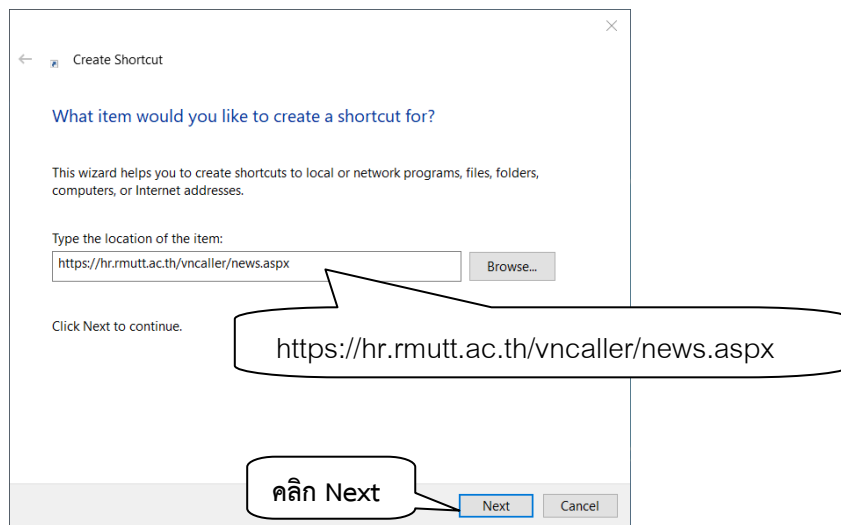 Create Shortcut
What item would you like to create a shortcut for?
This wizard helps you to create shortcuts to local or network programs, files, folders,
computers, or Internet addresses.
Type the location of the item:
https://hr.rmutt.ac.th/vncaller/news.aspx
Browse...
Click Next to continue.
https://hr.rmutt.ac.th/vncaller/news.aspx
คลิก Next
Next
Cancel